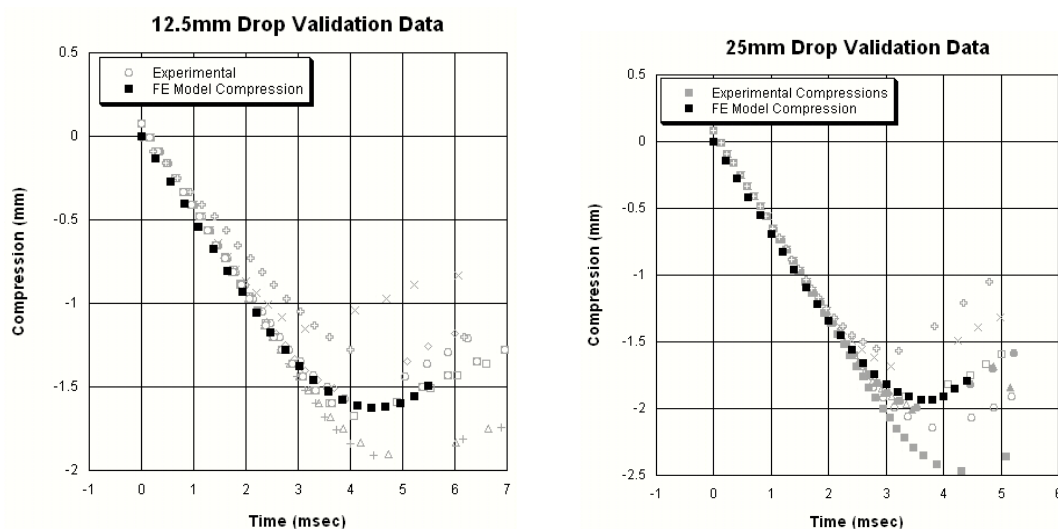 12.5mm Drop Validation Data
0.5
Experimental
FE Model Compression
0
-0.5
-1
-1.5
-2
Compression (mm)
-1 0 1 2 3 4 5 6 7
Time (msec)
25mm Drop Validation Data
0.5
Experimental Compressions
FE Model Compression
0
-0.5
-1
-1.5
-2
-2.5
Compression (mm)
-1 0 1 2 3 4 5 6
Time (msec)